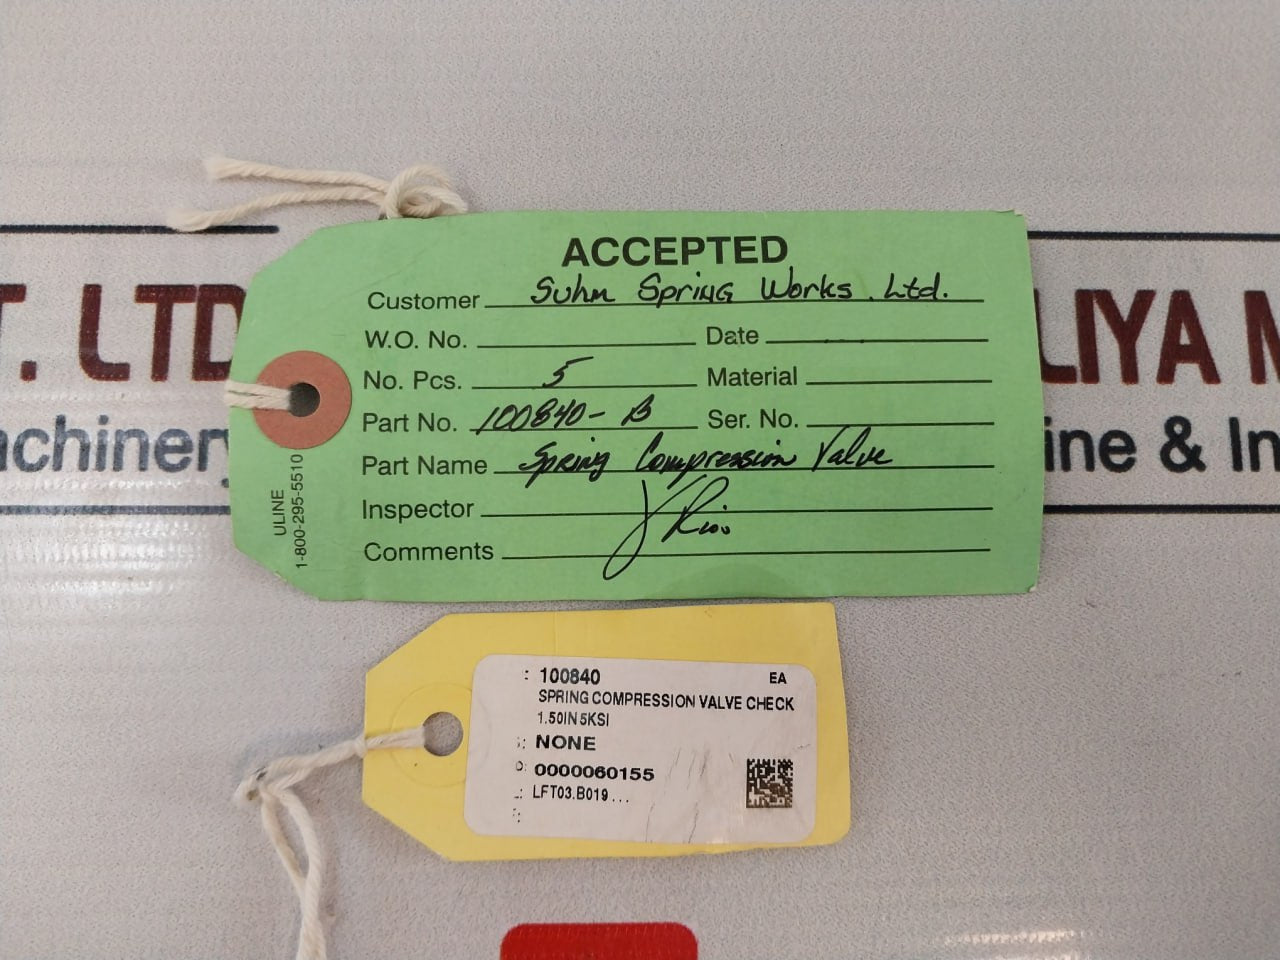 ACCEPTED
Customer Suhm Spring Works. Ltd.
W.O. No. Date
No. Pcs. 5 Material
Part No. 100840-B Ser. No.
Part Name Spring Compression Valve
Inspector
Comments
ULINE
1-800-295-5510
T. LTD
LIYA M
achinery
ine & In
: 100840 EA
SPRING COMPRESSION VALVE CHECK
1.50IN 5KSI
: NONE
: 0000060155
: LFT03.B019...